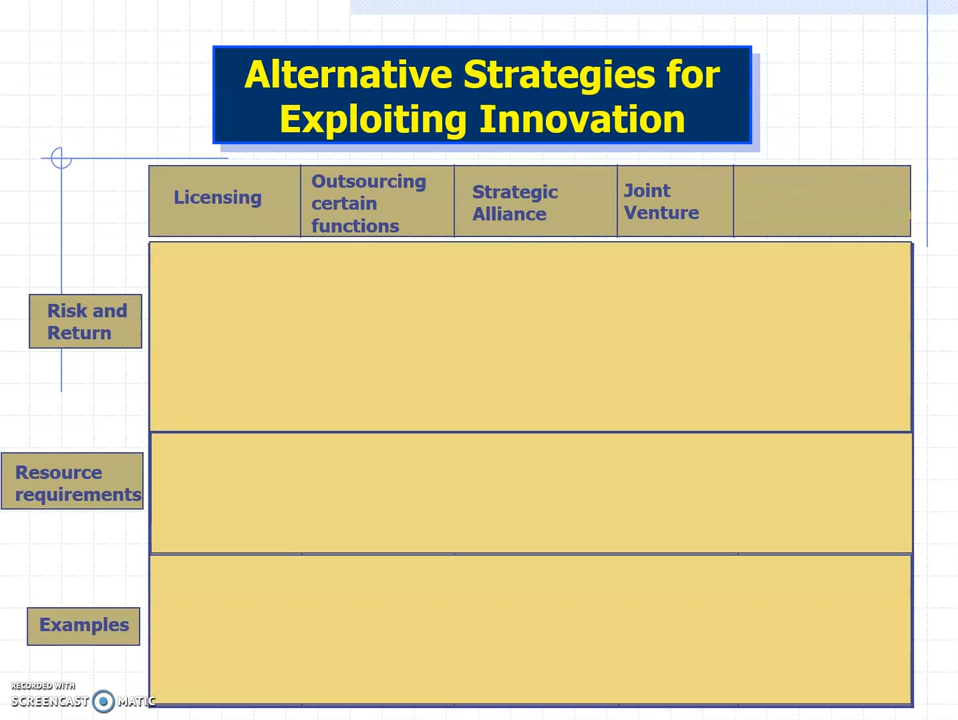 Alternative Strategies for
Exploiting Innovation
Licensing
Outsourcing
certain
functions
Strategic
Alliance
Joint
Venture
Risk and
Return
Resource
requirements
Examples
RECORDED WITH
SCREENCAST MATIC